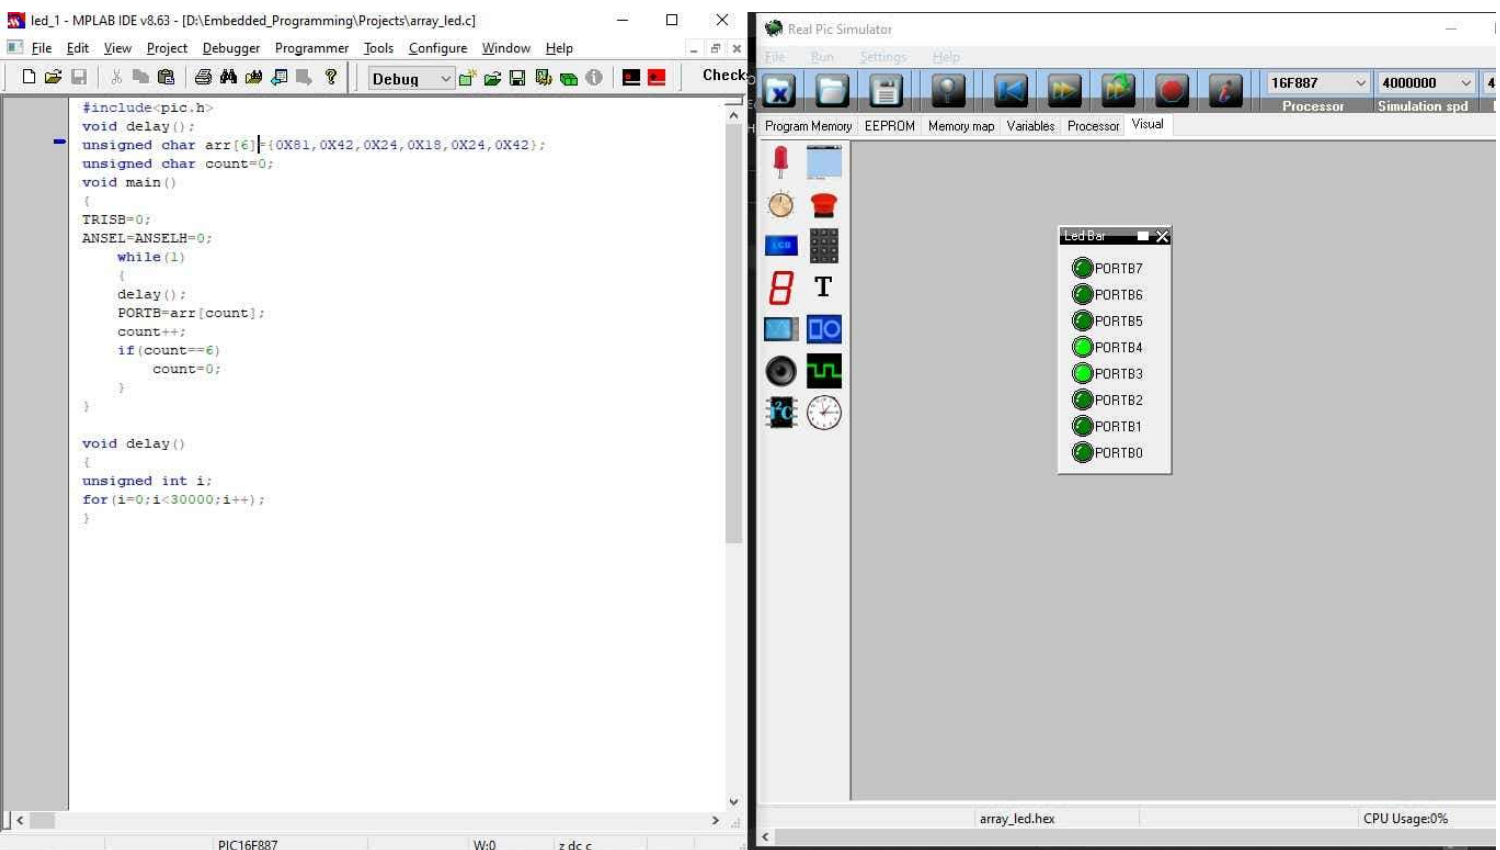 led_1 - MPLAB IDE v8.63 - [D:\Embedded_Programming\Projects\array_led.c]
File Edit View Project Debugger Programmer Tools Configure Window Help
Debug
Check
#include<pic.h>
void delay();
unsigned char arr[6]={0X81,0X42,0X24,0X18,0X24,0X42};
unsigned char count=0;
void main()
{
TRISB=0;
ANSEL=ANSELH=0;
while(1)
{
delay();
PORTB=arr[count];
count++;
if(count==6)
count=0;
}
}
void delay()
{
unsigned int i;
for(i=0;i<30000;i++);
}
PIC16F887 W:0 z dc c
Real Pic Simulator
File Run Settings Help
16F887 4000000 4
Processor Simulation spd
Program Memory EEPROM Memory map Variables Processor Visual
LCD
T
I²C
Led Bar
PORTB7
PORTB6
PORTB5
PORTB4
PORTB3
PORTB2
PORTB1
PORTB0
array_led.hex CPU Usage:0%